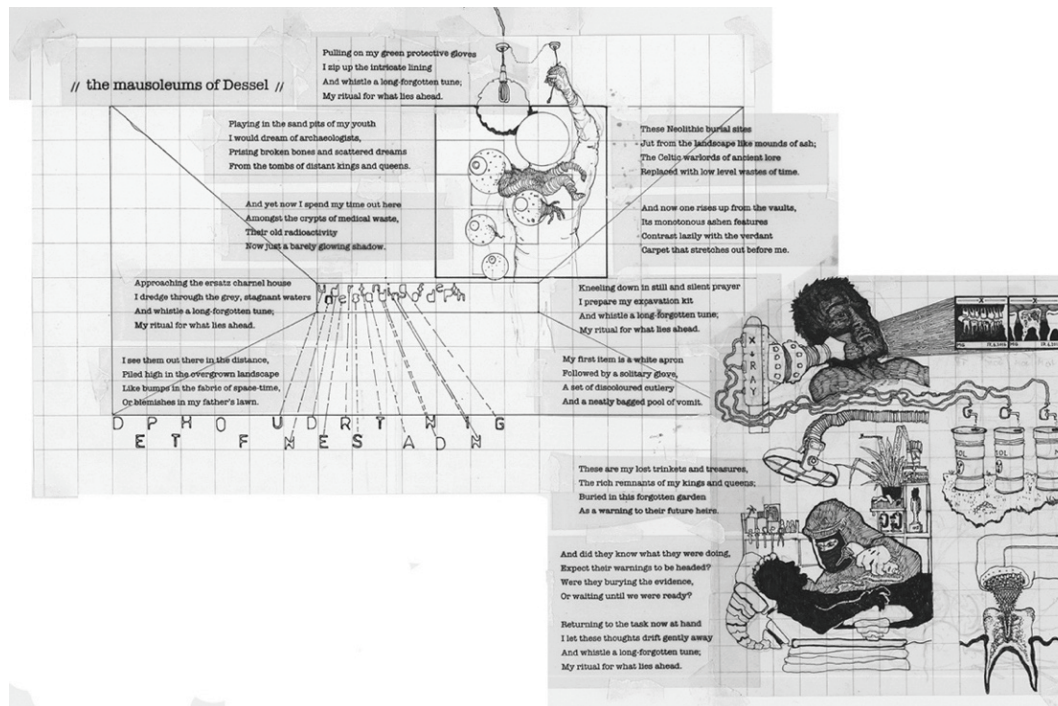 // the mausoleums of Dessel //
Pulling on my green protective gloves
I zip up the intricate lining
And whistle a long-forgotten tune;
My ritual for what lies ahead.
Playing in the sand pits of my youth
I would dream of archaeologists,
Prising broken bones and scattered dreams
From the tombs of distant kings and queens.
And yet now I spend my time out here
Amongst the crypts of medical waste,
Their old radioactivity
Now just a barely glowing shadow.
Approaching the ersatz charnel house
I dredge through the grey, stagnant waters
And whistle a long-forgotten tune;
My ritual for what lies ahead.
I see them out there in the distance,
Piled high in the overgrown landscape
Like bumps in the fabric of space-time,
Or blemishes in my father's lawn.
D P H O U D R T N I G
E T F N E S A D N
These Neolithic burial sites
Jut from the landscape like mounds of ash;
The Celtic warlords of ancient lore
Replaced with low level wastes of time.
And now one rises up from the vaults,
Its monotonous ashen features
Contrast lazily with the verdant
Carpet that stretches out before me.
Kneeling down in still and silent prayer
I prepare my expavation kit
And whistle a long-forgotten tune;
My ritual for what lies ahead.
My first item is a white apron
Followed by a solitary glove,
A set of discoloured cutlery
And a neatly bagged pool of vomit.
These are my lost trinkets and treasures,
The rich remnants of my kings and queens;
Buried in this forgotten garden
As a warning to their future heirs.
And did they know what they were doing,
Expect their warnings to be headed?
Were they burying the evidence,
Or waiting until we were ready?
Returning to the task now at hand
I let these thoughts drift gently away
And whistle a long-forgotten tune;
My ritual for what lies ahead.
X
RAY
X
X